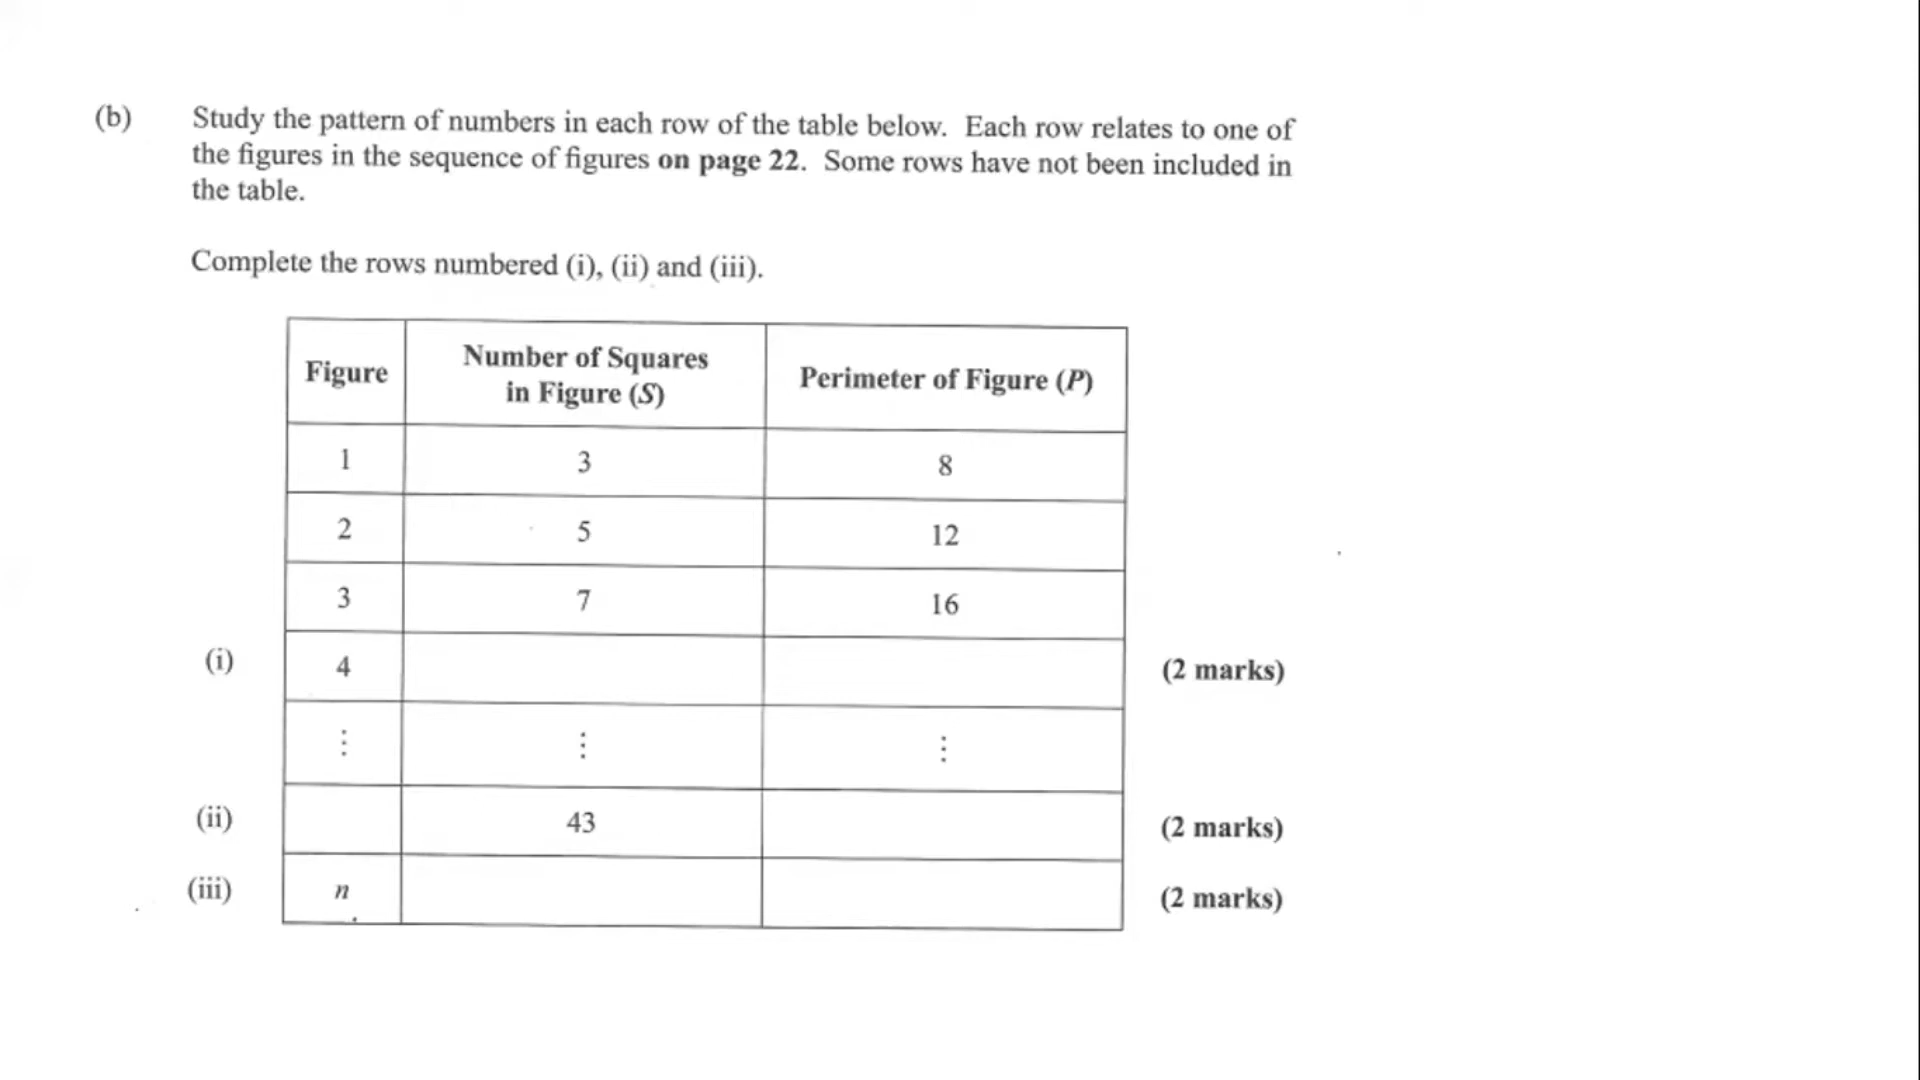 (b) Study the pattern of numbers in each row of the table below. Each row relates to one of
the figures in the sequence of figures on page 22. Some rows have not been included in
the table.
Complete the rows numbered (i), (ii) and (iii).
Figure Number of Squares in Figure (S) Perimeter of Figure (P)
1 3 8
2 5 12
3 7 16
(i) 4 (2 marks)
⋮ ⋮ ⋮
(ii) 43 (2 marks)
(iii) n (2 marks)